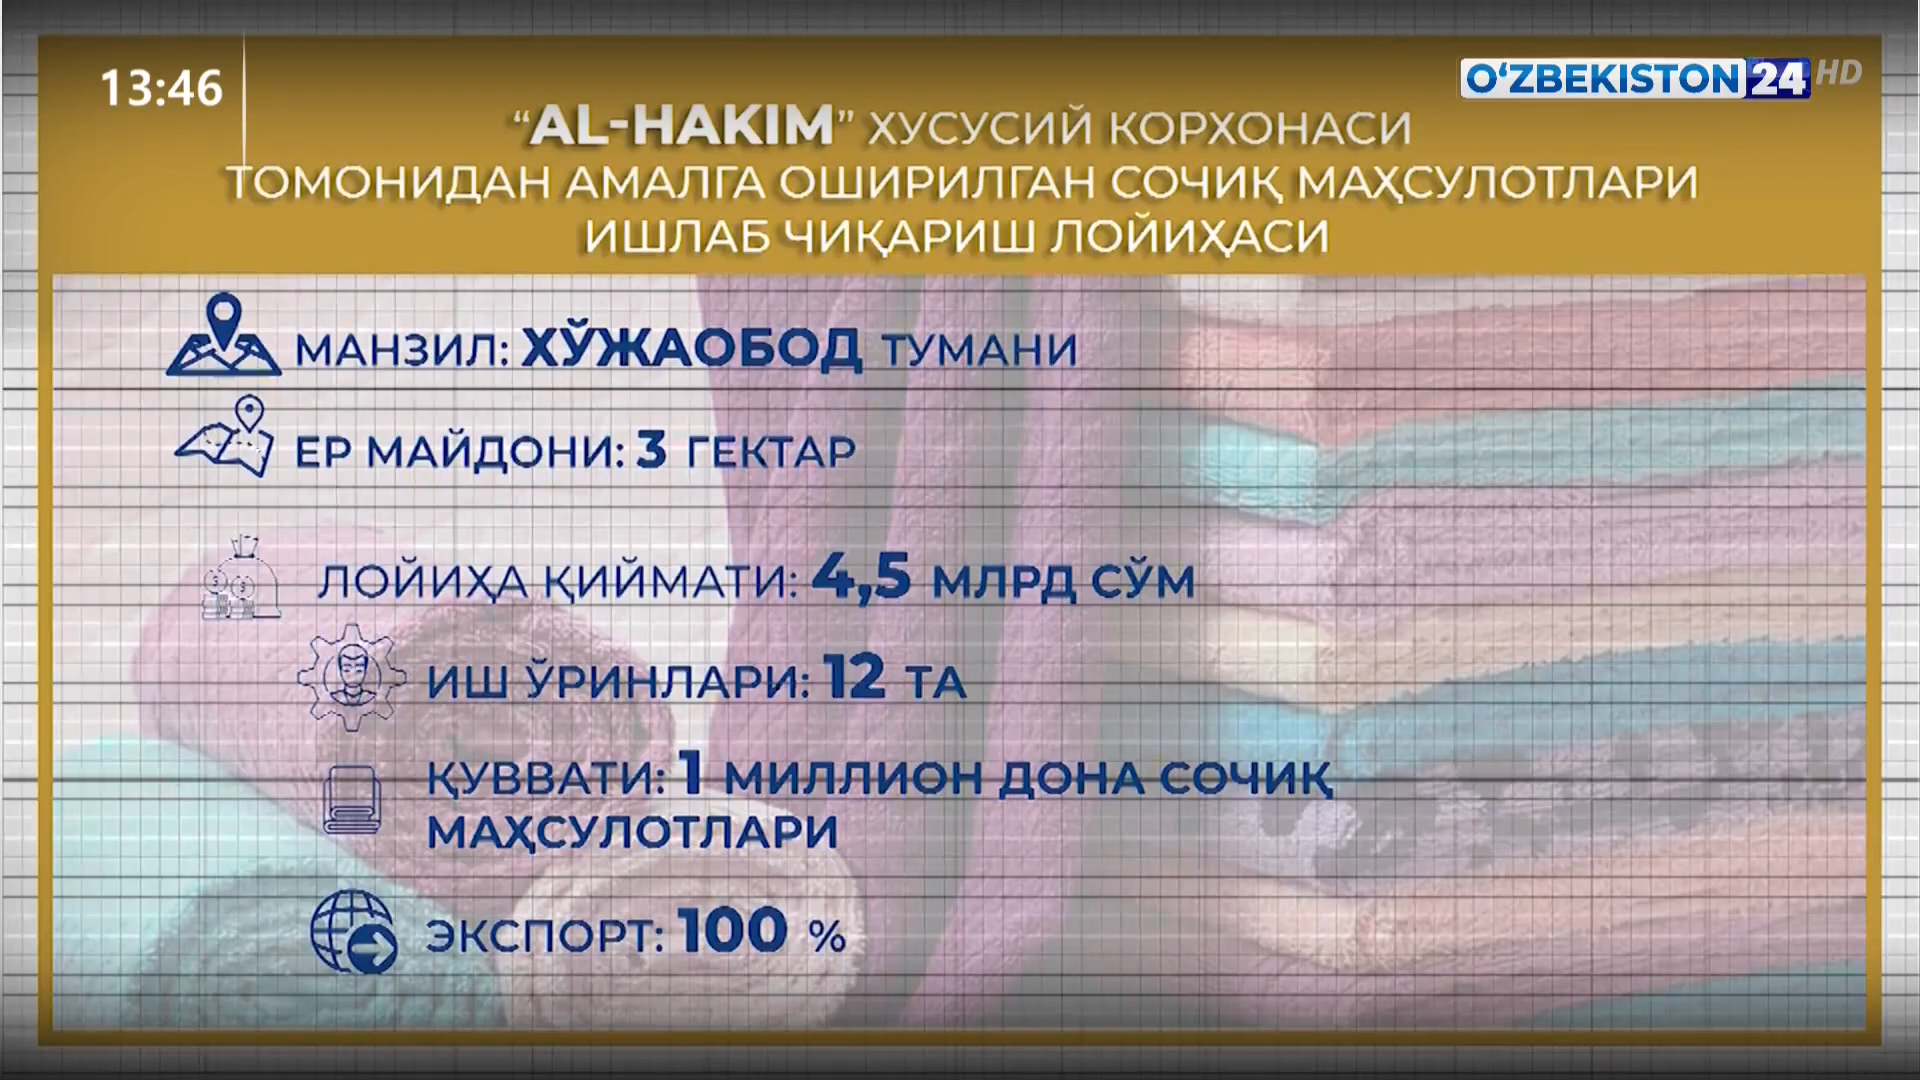 13:46
O‘ZBEKISTON 24 HD
“AL-HAKIM” ХУСУСИЙ КОРХОНАСИ
ТОМОНИДАН АМАЛГА ОШИРИЛГАН СОЧИҚ МАҲСУЛОТЛАРИ
ИШЛАБ ЧИҚАРИШ ЛОЙИҲАСИ
МАНЗИЛ: ХЎЖАОБОД ТУМАНИ
ЕР МАЙДОНИ: 3 ГЕКТАР
ЛОЙИҲА ҚИЙМАТИ: 4,5 МЛРД СЎМ
ИШ ЎРИНЛАРИ: 12 ТА
ҚУВВАТИ: 1 МИЛЛИОН ДОНА СОЧИҚ
МАҲСУЛОТЛАРИ
ЭКСПОРТ: 100 %